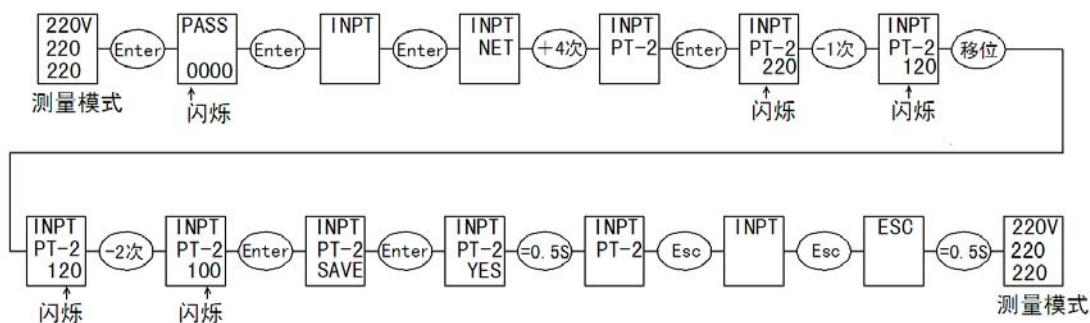 220V
220
220
测量模式
Enter
PASS
0000
闪烁
Enter
INPT
Enter
INPT
NET
+4次
INPT
PT-2
Enter
INPT
PT-2
220
闪烁
-1次
INPT
PT-2
120
闪烁
移位
INPT
PT-2
120
闪烁
-2次
INPT
PT-2
100
闪烁
Enter
INPT
PT-2
SAVE
Enter
INPT
PT-2
YES
=0.5S
INPT
PT-2
Esc
INPT
Esc
ESC
=0.5S
220V
220
220
测量模式